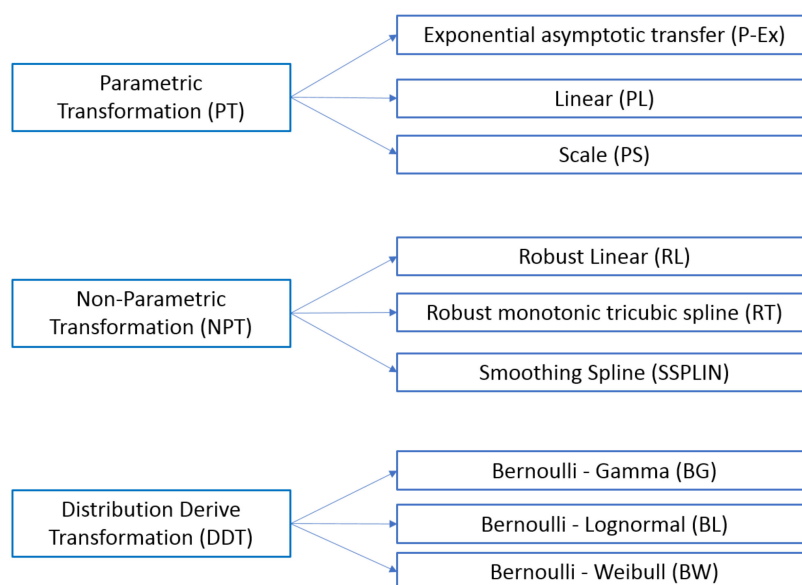 Parametric
Transformation (PT)
Exponential asymptotic transfer (P-Ex)
Linear (PL)
Scale (PS)
Non-Parametric
Transformation (NPT)
Robust Linear (RL)
Robust monotonic tricubic spline (RT)
Smoothing Spline (SSPLIN)
Distribution Derive
Transformation (DDT)
Bernoulli - Gamma (BG)
Bernoulli - Lognormal (BL)
Bernoulli - Weibull (BW)